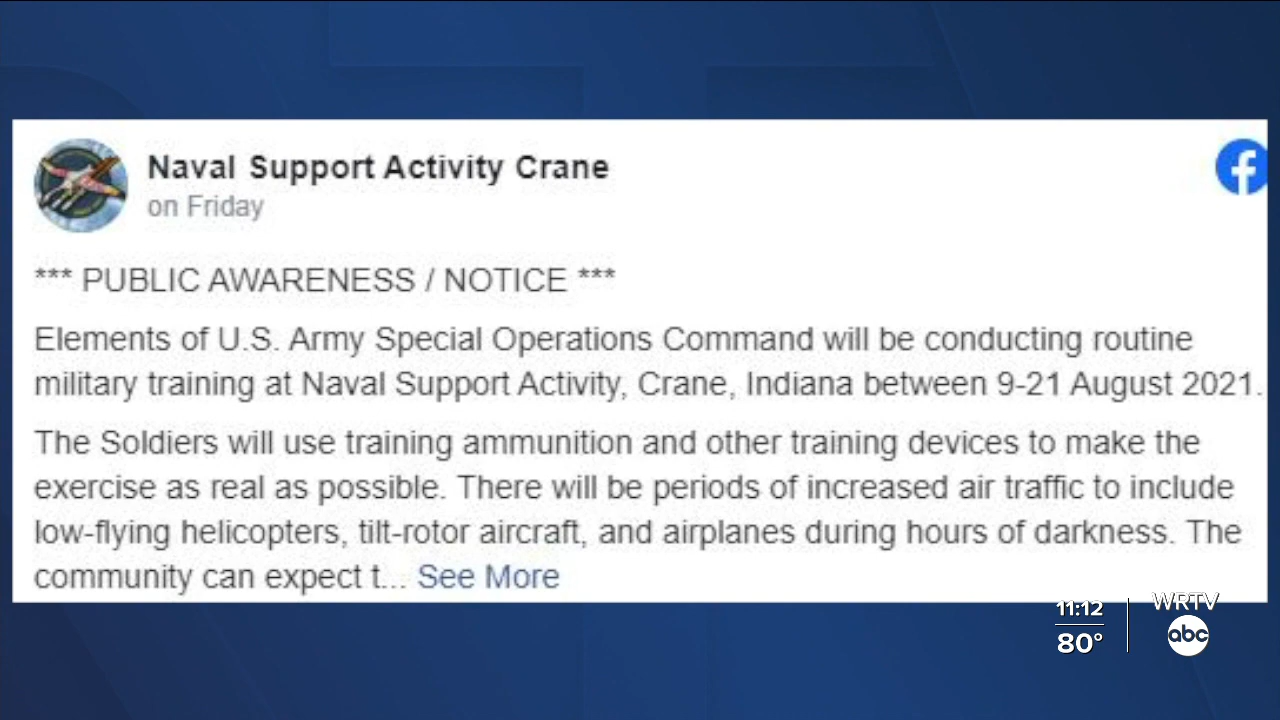 Naval Support Activity Crane
on Friday
*** PUBLIC AWARENESS / NOTICE ***
Elements of U.S. Army Special Operations Command will be conducting routine
military training at Naval Support Activity, Crane, Indiana between 9-21 August 2021.
The Soldiers will use training ammunition and other training devices to make the
exercise as real as possible. There will be periods of increased air traffic to include
low-flying helicopters, tilt-rotor aircraft, and airplanes during hours of darkness. The
community can expect t... See More
11:12
80°
WRTV
abc